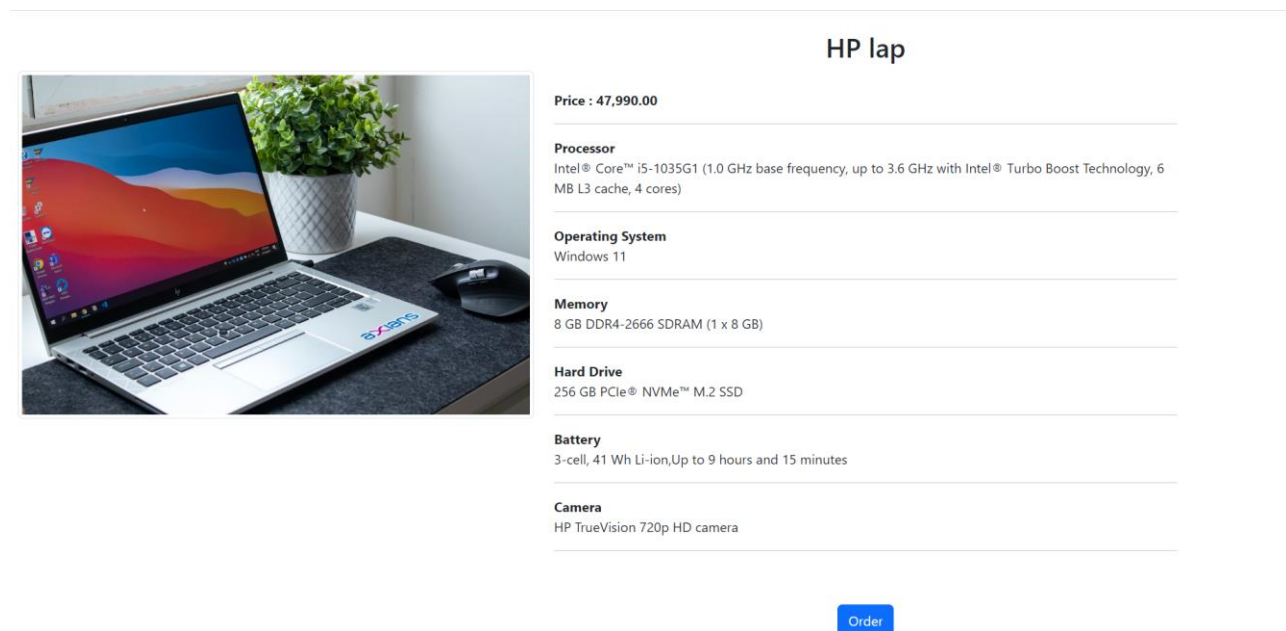 HP lap
Price : 47,990.00
Processor
Intel® Core™ i5-1035G1 (1.0 GHz base frequency, up to 3.6 GHz with Intel® Turbo Boost Technology, 6
MB L3 cache, 4 cores)
Operating System
Windows 11
Memory
8 GB DDR4-2666 SDRAM (1 x 8 GB)
Hard Drive
256 GB PCIe® NVMe™ M.2 SSD
Battery
3-cell, 41 Wh Li-ion,Up to 9 hours and 15 minutes
Camera
HP TrueVision 720p HD camera
axians
Order